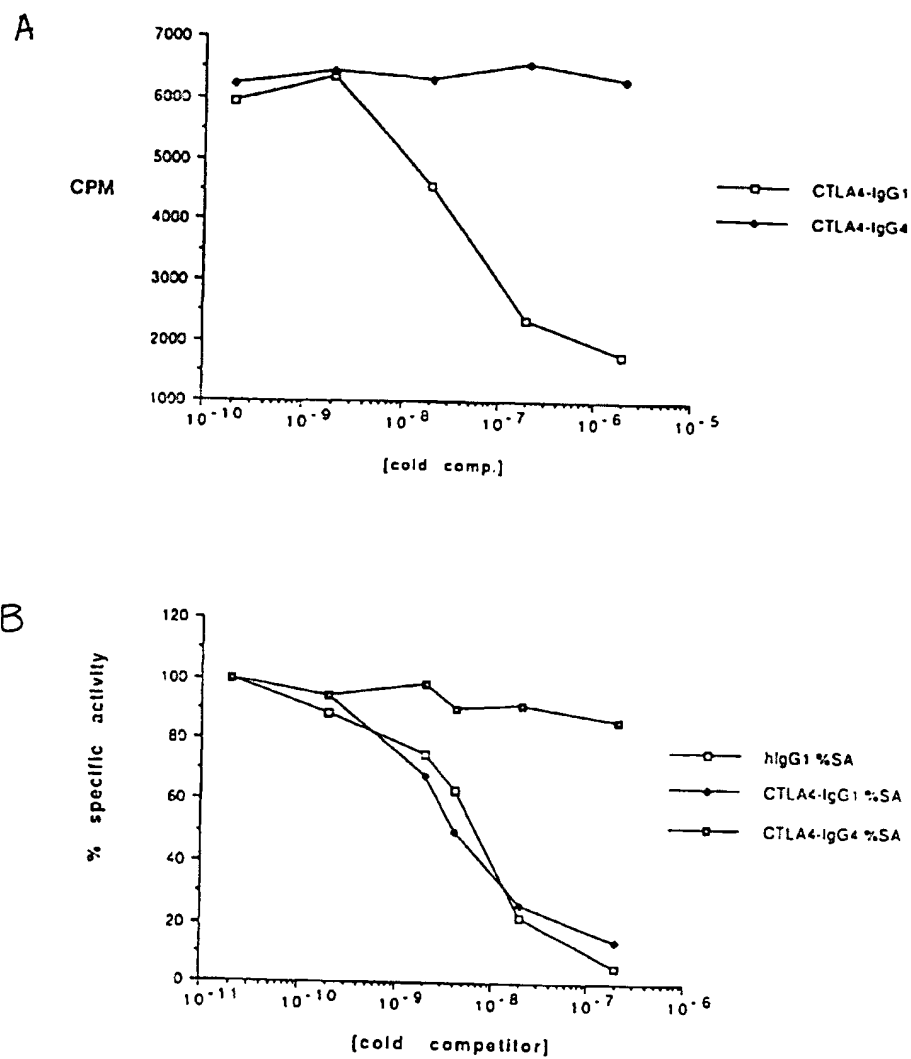 A
7000
6000
5000
4000
3000
2000
1000
CPM
10-10 10-9 10-8 10-7 10-6 10-5
[cold comp.]
CTLA4-IgG1
CTLA4-IgG4
B
120
100
80
60
40
20
0
% specific activity
10-11 10-10 10-9 10-8 10-7 10-6
[cold competitor]
hIgG1 %SA
CTLA4-IgG1 %SA
CTLA4-IgG4 %SA